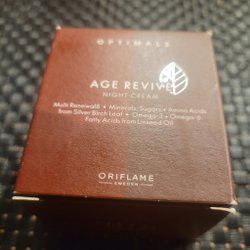 OPTIMALS
AGE REVIVE
NIGHT CREAM
Multi Renewal8 • Minerals, Sugars + Amino Acids
from Silver Birch Leaf • Omega-3 + Omega-6
Fatty Acids from Linseed Oil
ORIFLAME
SWEDEN